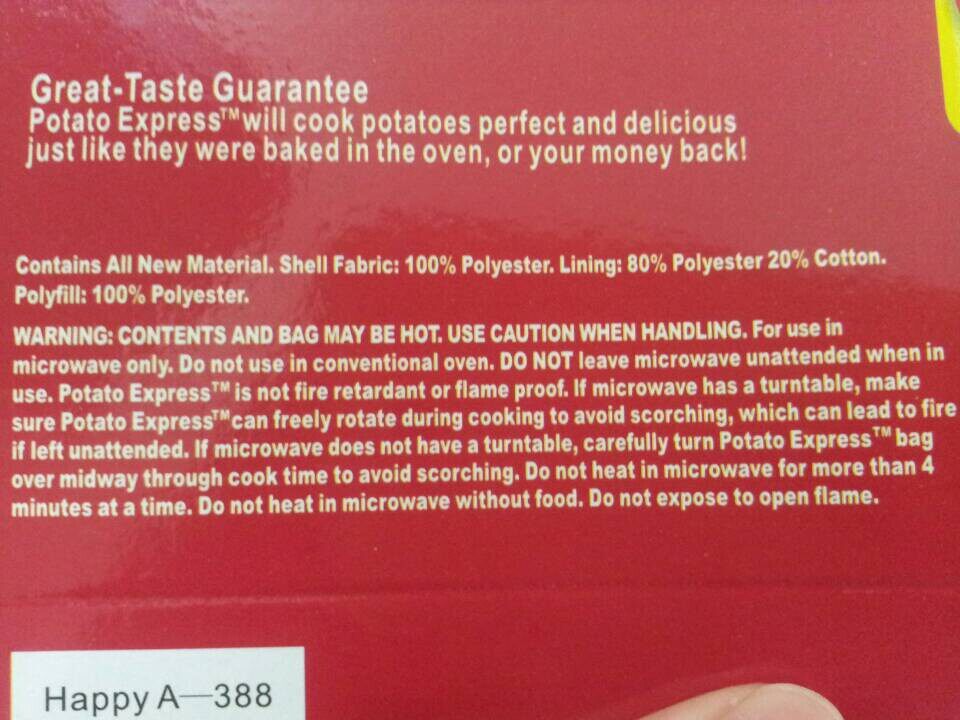 Great-Taste Guarantee
Potato Express™ will cook potatoes perfect and delicious
just like they were baked in the oven, or your money back!
Contains All New Material. Shell Fabric: 100% Polyester. Lining: 80% Polyester 20% Cotton.
Polyfill: 100% Polyester.
WARNING: CONTENTS AND BAG MAY BE HOT. USE CAUTION WHEN HANDLING. For use in
microwave only. Do not use in conventional oven. DO NOT leave microwave unattended when in
use. Potato Express™ is not fire retardant or flame proof. If microwave has a turntable, make
sure Potato Express™ can freely rotate during cooking to avoid scorching, which can lead to fire
if left unattended. If microwave does not have a turntable, carefully turn Potato Express™ bag
over midway through cook time to avoid scorching. Do not heat in microwave for more than 4
minutes at a time. Do not heat in microwave without food. Do not expose to open flame.
Happy A—388